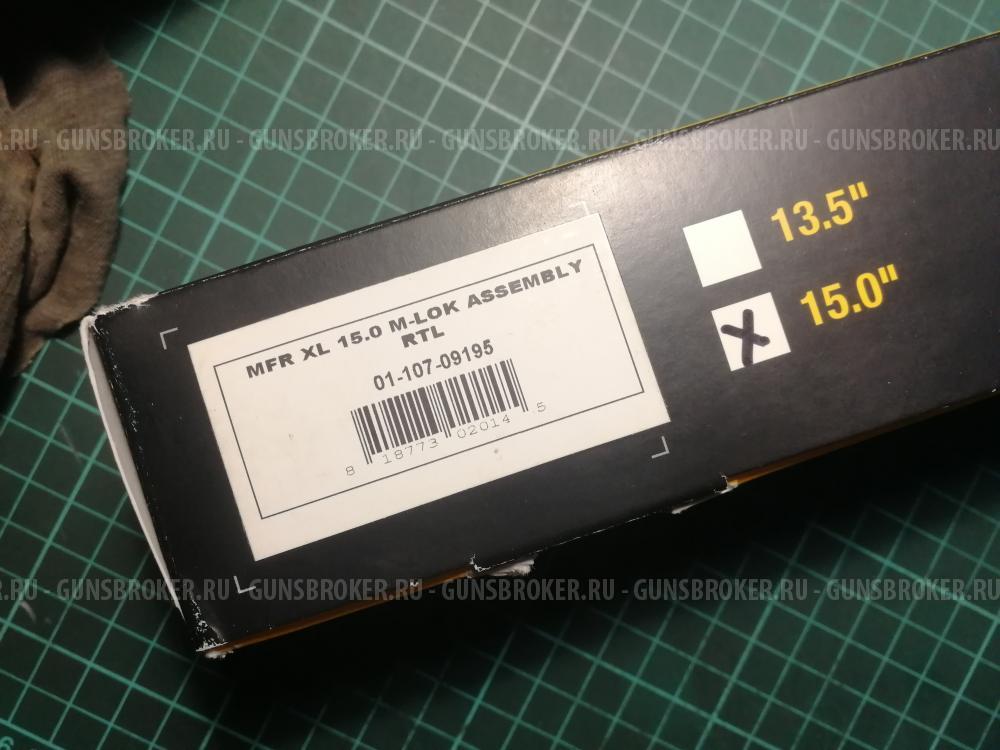 GUNSBROKER.RU - GUNSBROKER.RU - GUNSBROKER.RU - GUNSBROKER.RU - GUNSBROKER.RU
13.5"
15.0"
X
MFR XL 15.0 M-LOK ASSEMBLY
RTL
01-107-09195
8 18773 02014 5
GUNSBROKER.RU - GUNSBROKER.RU - GUNSBROKER.RU - GUNSBROKER.RU - GUNSBROKER.RU